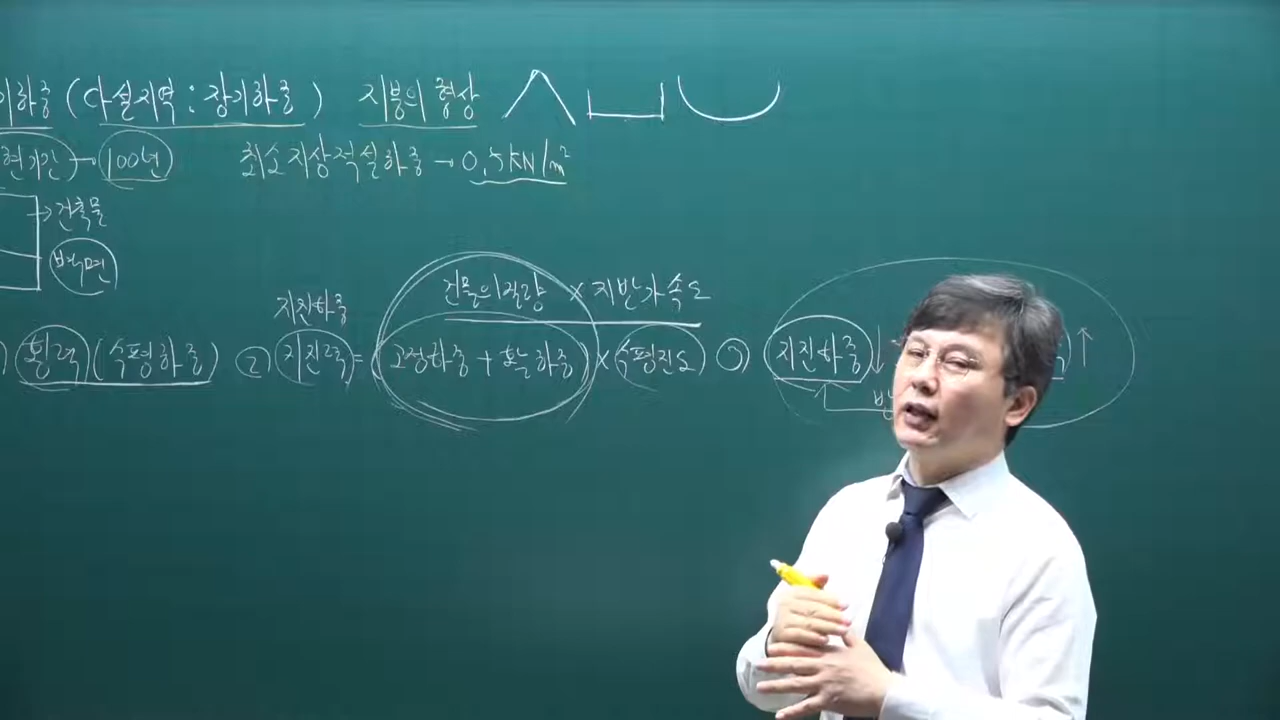 이하중 (다설지역 : 장기하중) 지붕의 형상
현기간) → 100년 최소지상적설하중 → 0.5kN/m²
→ 건축물
벽면
지진하중 건물의질량 × 지반가속도
) 횡력 (수평하중) ② 지진력 = (고정하중 + 활하중) × 수평진도 ③ 지진하중 ↓ ↑
반